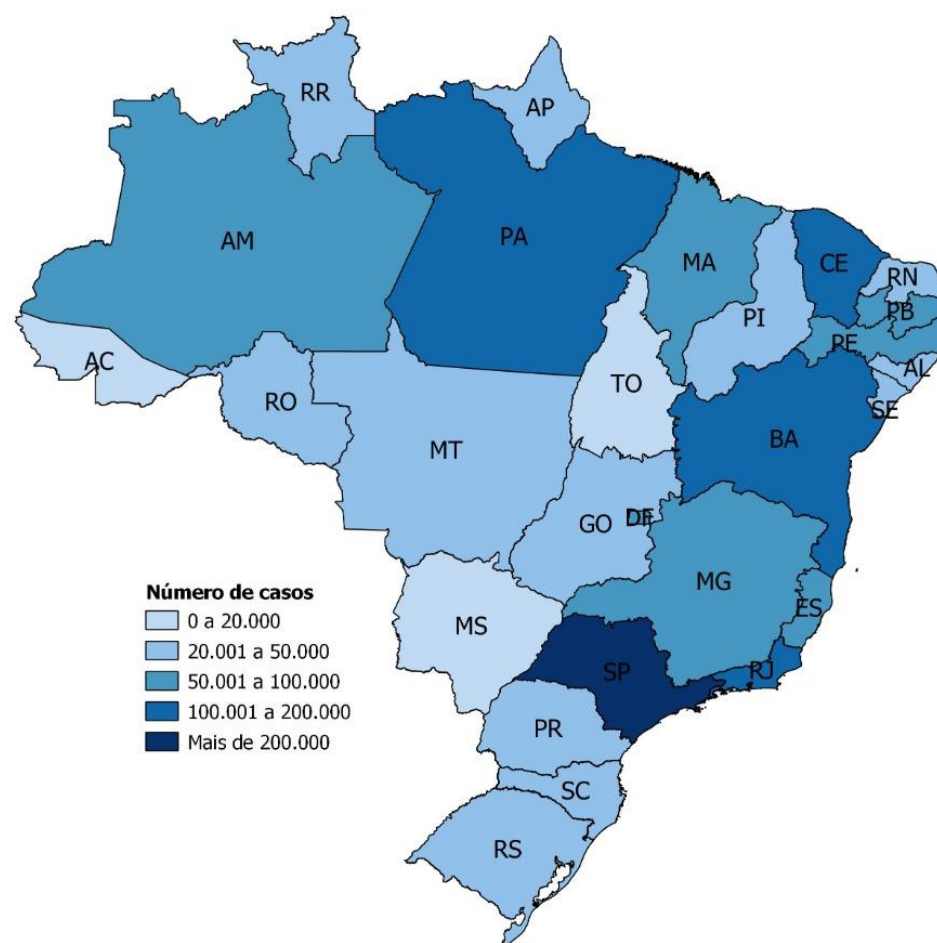 RR
AP
AM
PA
MA
CE
RN
PB
PI
PE
AC
TO
AL
RO
SE
MT
BA
GO
DF
MG
Número de casos
0 a 20.000
20.001 a 50.000
50.001 a 100.000
100.001 a 200.000
Mais de 200.000
MS
ES
SP
RJ
PR
SC
RS